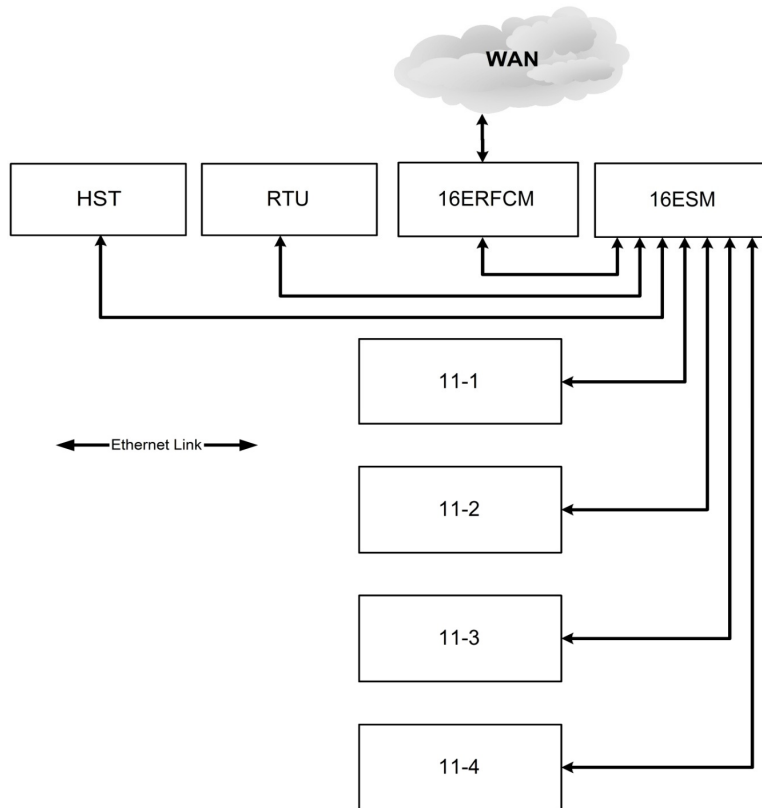 WAN
HST
RTU
16ERFCM
16ESM
11-1
Ethernet Link
11-2
11-3
11-4